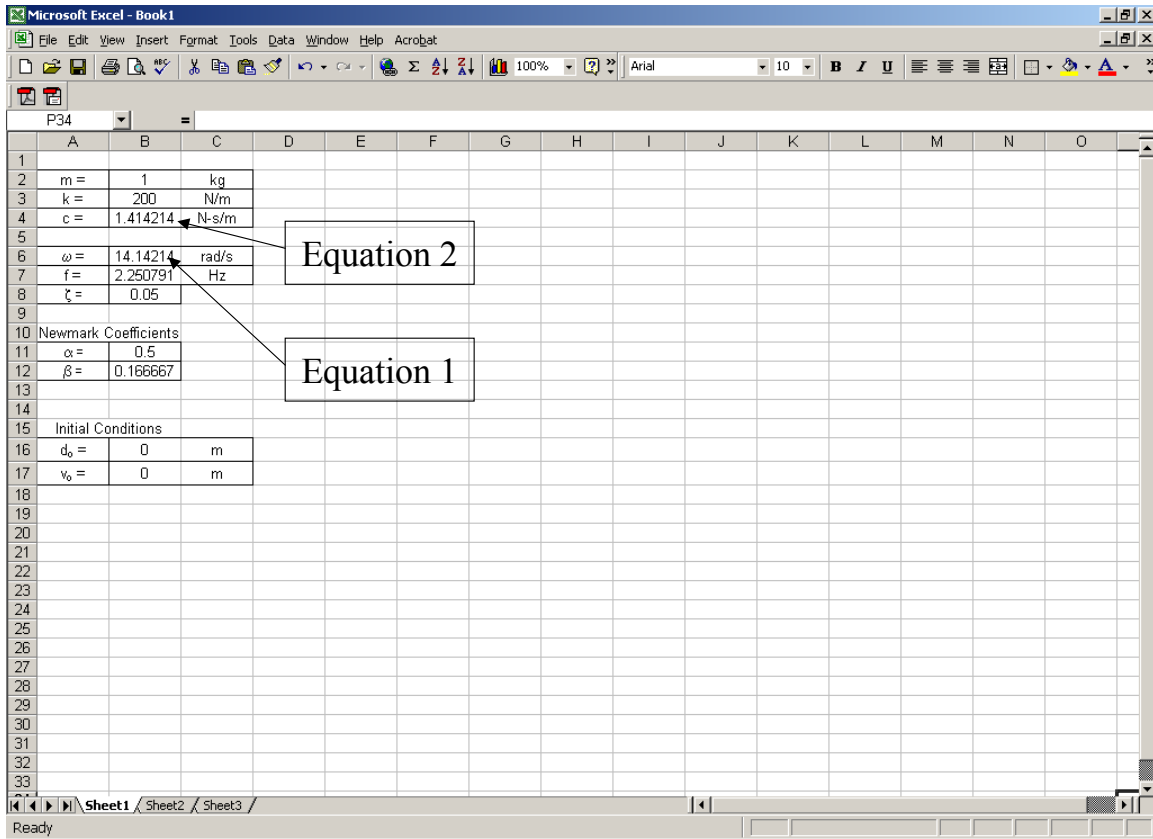 Microsoft Excel - Book1
File Edit View Insert Format Tools Data Window Help Acrobat
100% Arial 10 B I U
P34 =
A B C D E F G H I J K L M N O
1
2 m = 1 kg
3 k = 200 N/m
4 c = 1.414214 N-s/m
5
Equation 2
6 ω = 14.14214 rad/s
7 f = 2.250791 Hz
8 ζ = 0.05
9
10 Newmark Coefficients
11 α = 0.5
12 β = 0.166667
Equation 1
13
14
15 Initial Conditions
16 d₀ = 0 m
17 v₀ = 0 m
18
19
20
21
22
23
24
25
26
27
28
29
30
31
32
33
Sheet1 Sheet2 Sheet3
Ready